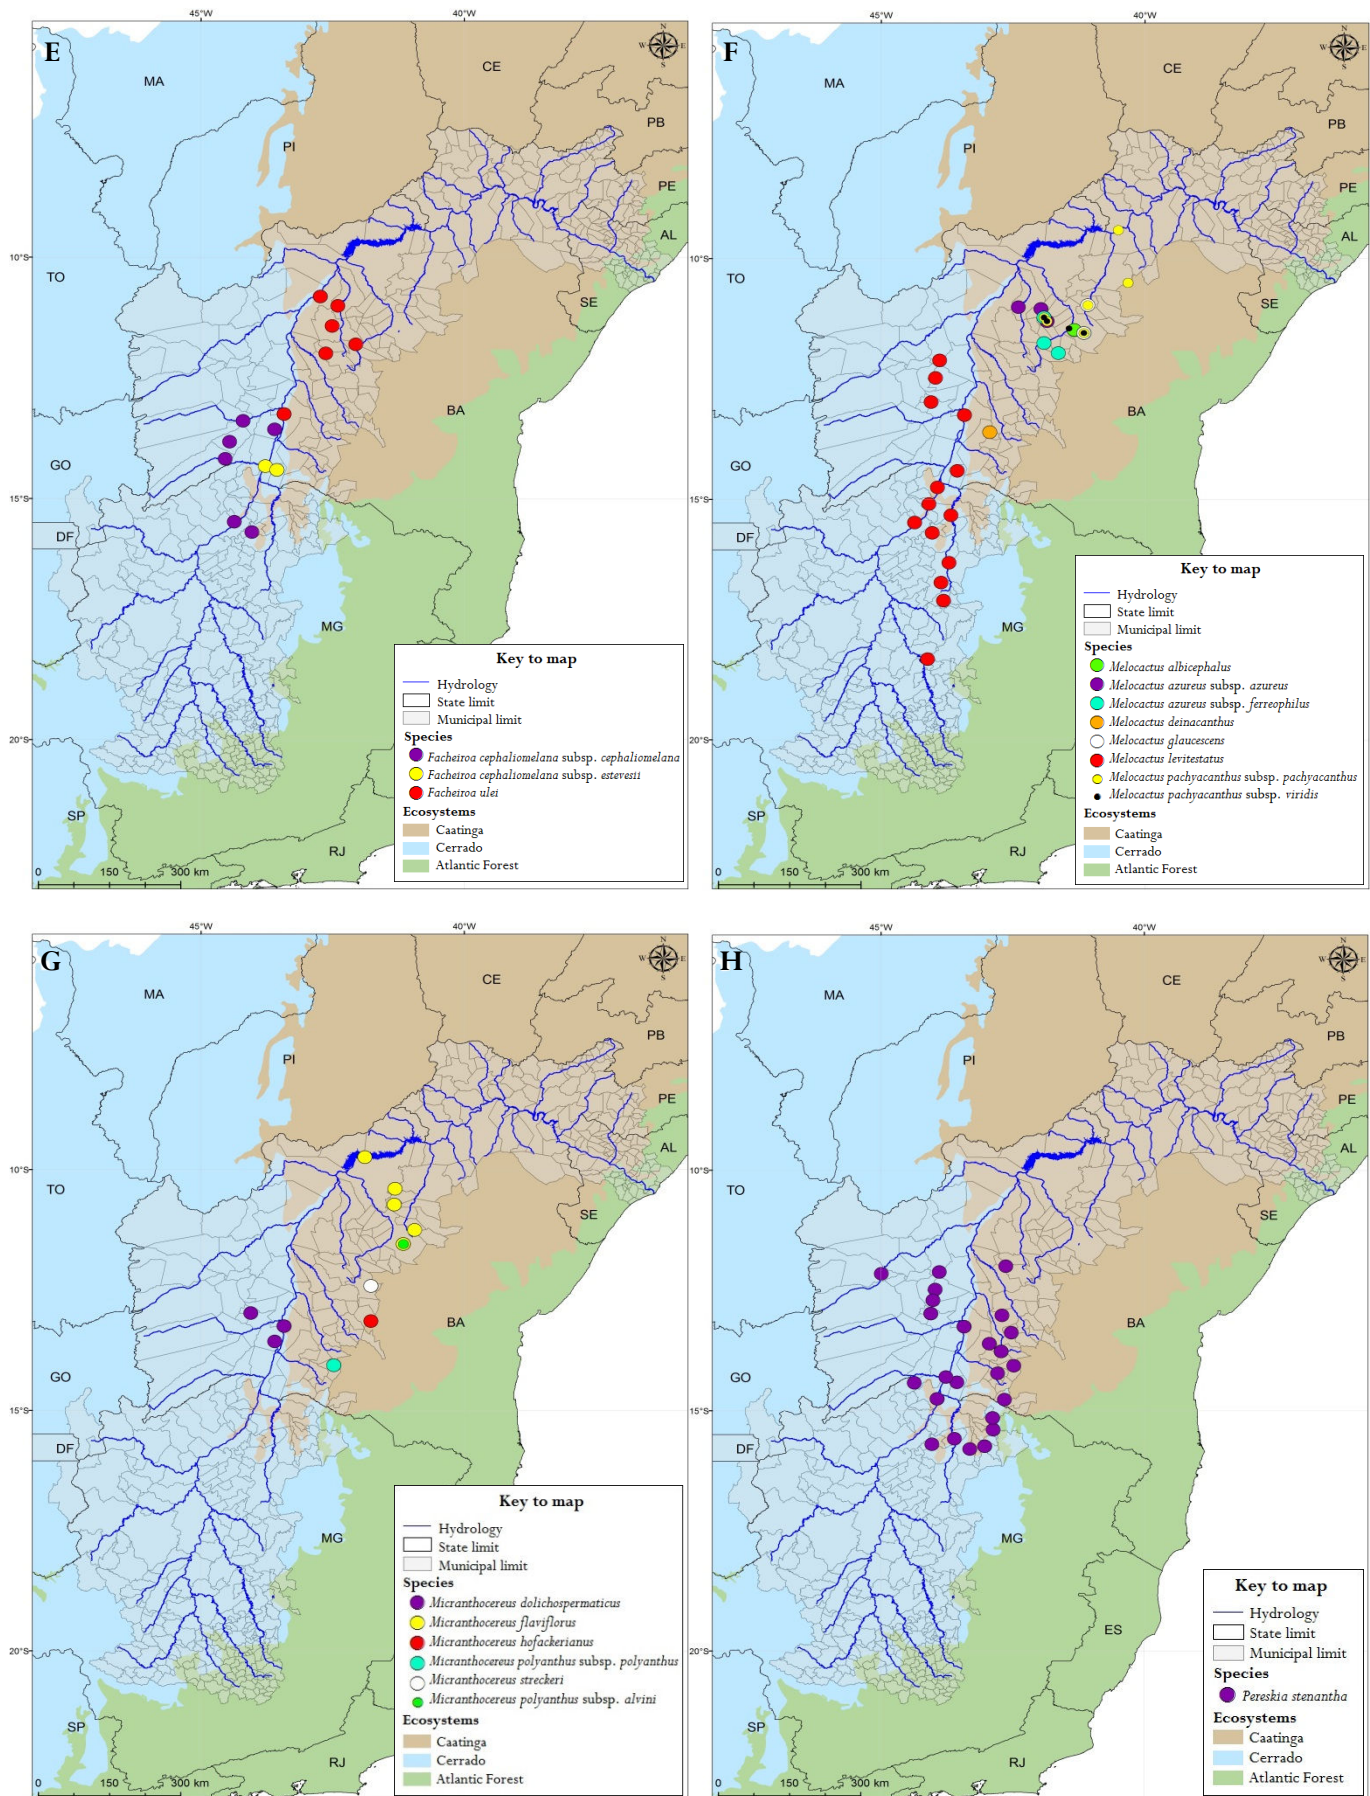 45°W 40°W
E
N
W E
S
MA
CE
PI
PB
PE
AL
10°S
TO
SE
BA
GO
15°S
DF
MG
20°S
SP
RJ
0 150 300 km
Key to map
Hydrology
State limit
Municipal limit
Species
Facheiroa cephaliomelana subsp. cephaliomelana
Facheiroa cephaliomelana subsp. estevesii
Facheiroa ulei
Ecosystems
Caatinga
Cerrado
Atlantic Forest
45°W 40°W
F
N
W E
S
MA
CE
PI
PB
PE
AL
10°S
TO
SE
BA
GO
15°S
DF
MG
20°S
SP
RJ
0 150 300 km
Key to map
Hydrology
State limit
Municipal limit
Species
Melocactus albicephalus
Melocactus azureus subsp. azureus
Melocactus azureus subsp. ferreophilus
Melocactus deinacanthus
Melocactus glaucescens
Melocactus levitestatus
Melocactus pachyacanthus subsp. pachyacanthus
Melocactus pachyacanthus subsp. viridis
Ecosystems
Caatinga
Cerrado
Atlantic Forest
45°W 40°W
G
N
W E
S
MA
CE
PI
PB
PE
AL
10°S
TO
SE
BA
GO
15°S
DF
MG
20°S
SP
RJ
0 150 300 km
Key to map
Hydrology
State limit
Municipal limit
Species
Micranthocereus dolichospermaticus
Micranthocereus flaviflorus
Micranthocereus hofackerianus
Micranthocereus polyanthus subsp. polyanthus
Micranthocereus streckeri
Micranthocereus polyanthus subsp. alvini
Ecosystems
Caatinga
Cerrado
Atlantic Forest
45°W 40°W
H
N
W E
S
MA
CE
PI
PB
PE
AL
10°S
TO
SE
BA
GO
15°S
DF
MG
ES
20°S
SP
RJ
0 150 300 km
Key to map
Hydrology
State limit
Municipal limit
Species
Pereskia stenantha
Ecosystems
Caatinga
Cerrado
Atlantic Forest